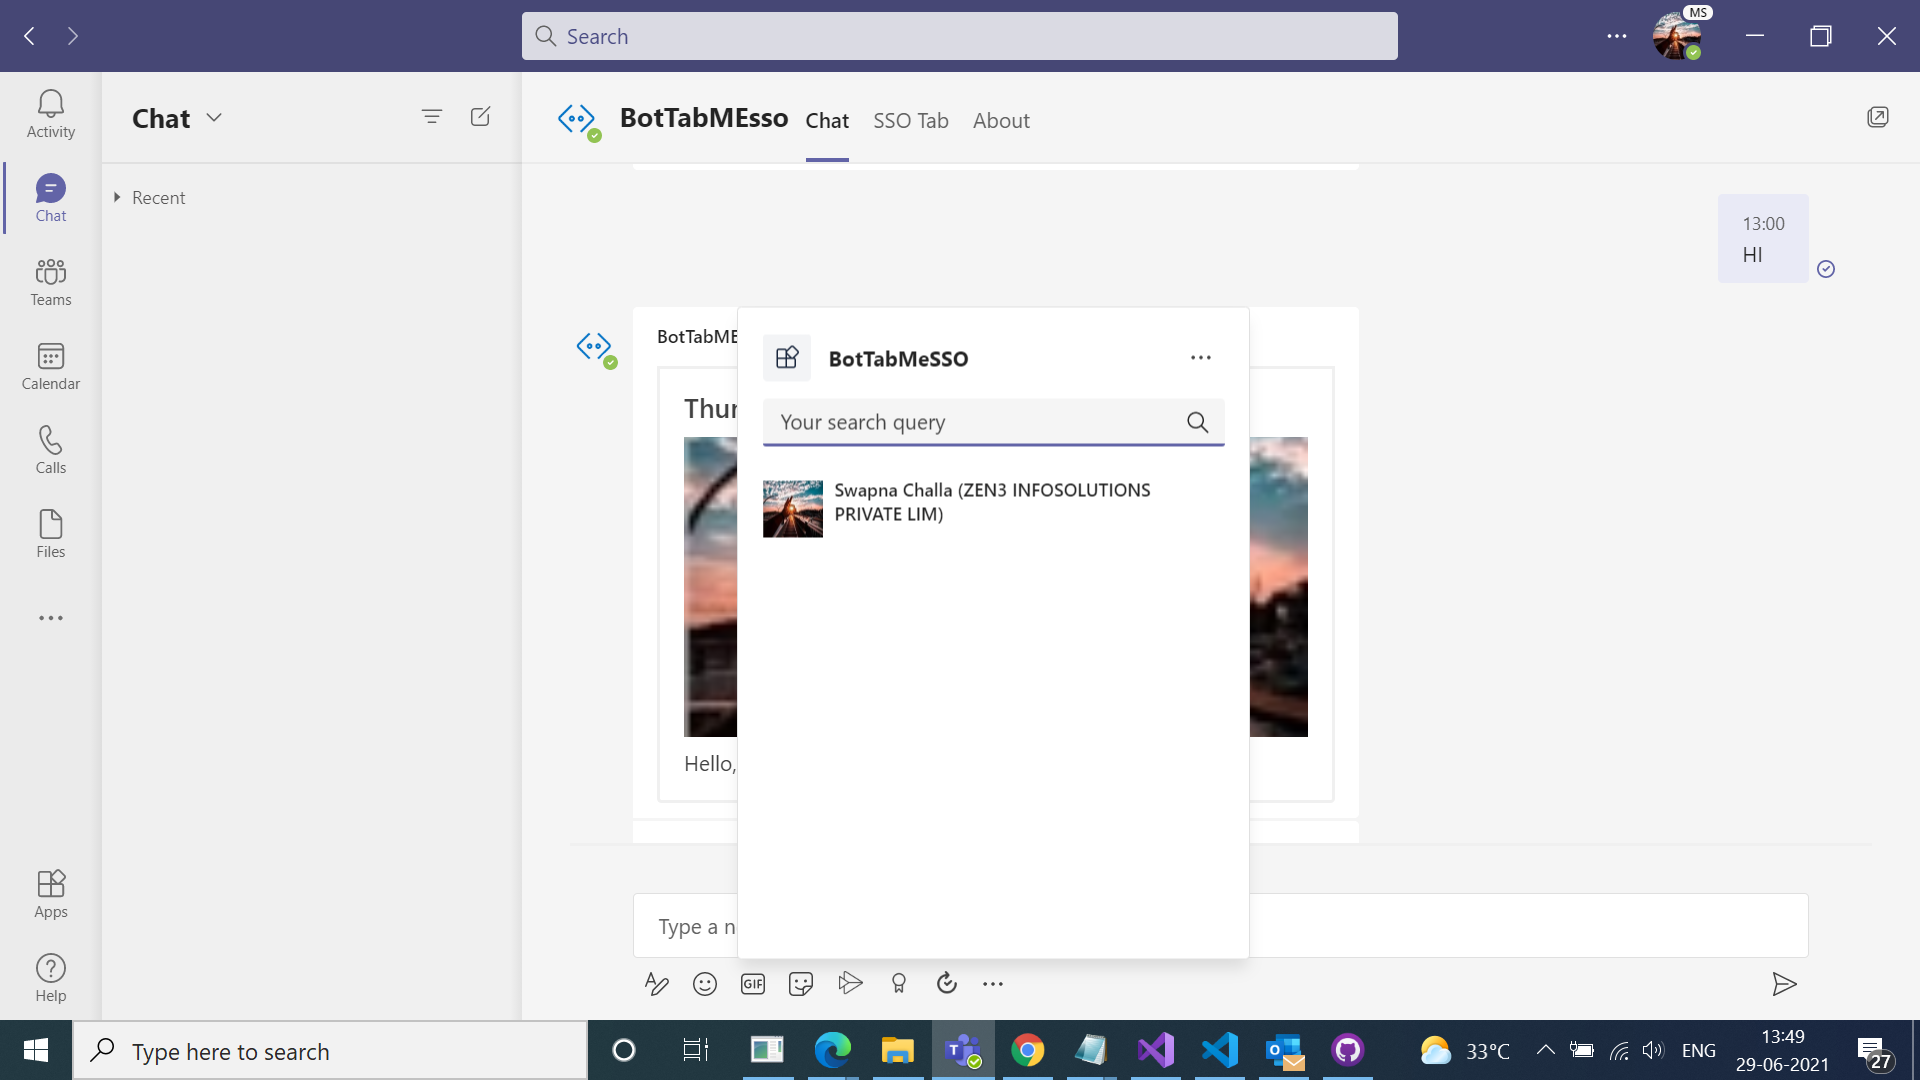 Search
MS
Activity
Chat
Teams
Calendar
Calls
Files
Apps
Help
Chat
Recent
BotTabMEsso
Chat
SSO Tab
About
13:00
HI
BotTabME
Thur
Hello,
BotTabMeSSO
Your search query
Swapna Challa (ZEN3 INFOSOLUTIONS
PRIVATE LIM)
Type a n
GIF
Type here to search
33°C
ENG
13:49
29-06-2021
27